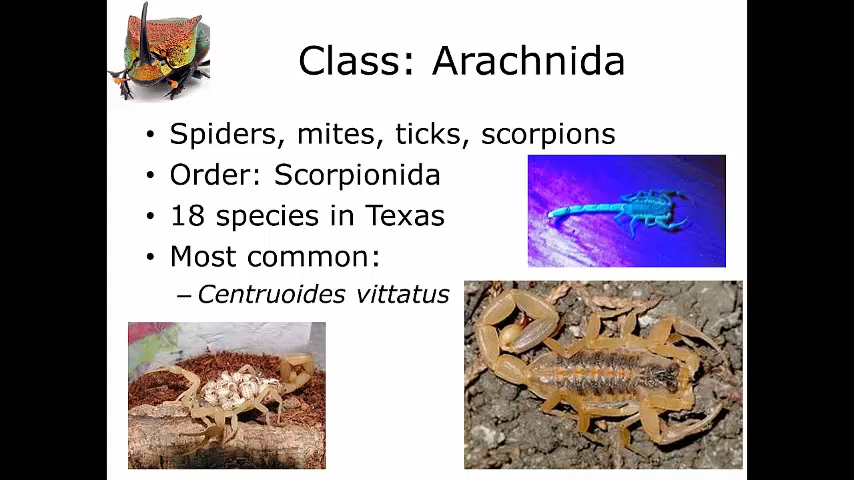 Class: Arachnida
• Spiders, mites, ticks, scorpions
• Order: Scorpionida
• 18 species in Texas
• Most common:
– Centruoides vittatus